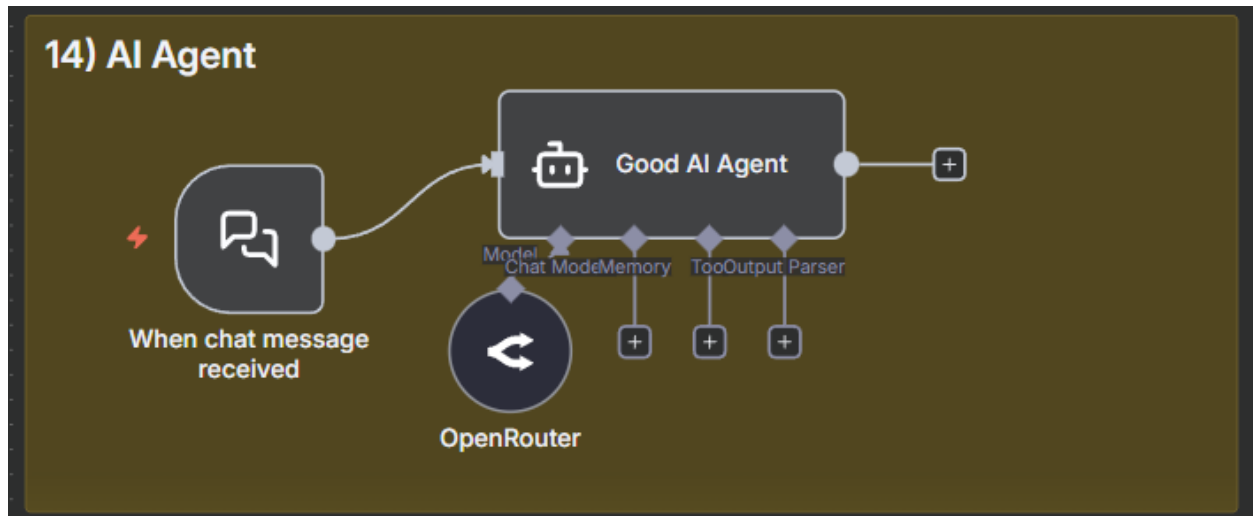 14) AI Agent
Good AI Agent
When chat message
received
Model
Chat Mode
Memory
Too
Output Parser
OpenRouter